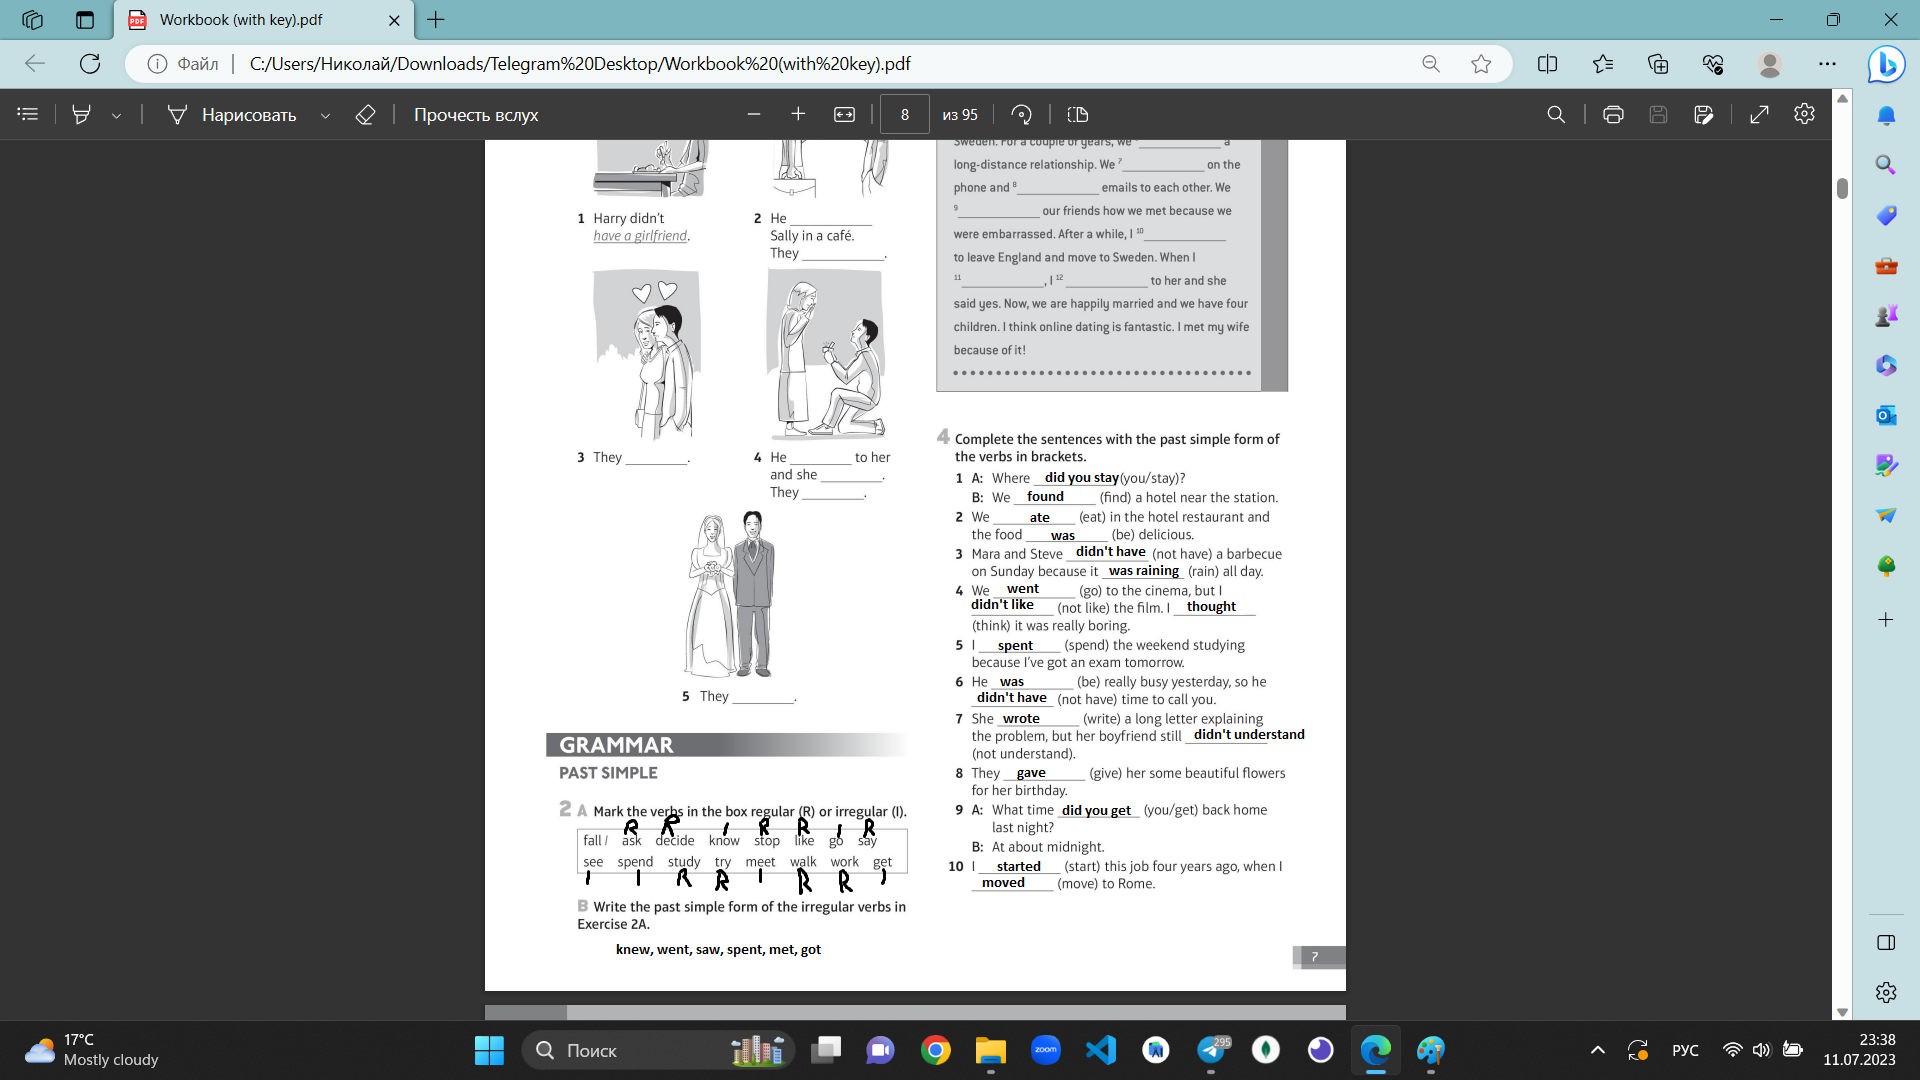 Workbook (with key).pdf
Файл
C:/Users/Николай/Downloads/Telegram%20Desktop/Workbook%20(with%20key).pdf
Нарисовать
Прочесть вслух
8
из 95
1 Harry didn't
have a girlfriend.
2 He ____________
Sally in a café.
They ____________.
3 They _________.
4 He _________ to her
and she _________.
They _________.
5 They _________.
GRAMMAR
PAST SIMPLE
2 A Mark the verbs in the box regular (R) or irregular (I).
R R I R R I R
fall I ask decide know stop like go say
see spend study try meet walk work get
I I R R I R R I
B Write the past simple form of the irregular verbs in
Exercise 2A.
knew, went, saw, spent, met, got
Sweden. For a couple of years, we ____________ a
long-distance relationship. We 7 ____________ on the
phone and 8 ____________ emails to each other. We
9 ____________ our friends how we met because we
were embarrassed. After a while, I 10 ____________
to leave England and move to Sweden. When I
11 ____________, I 12 ____________ to her and she
said yes. Now, we are happily married and we have four
children. I think online dating is fantastic. I met my wife
because of it!
4 Complete the sentences with the past simple form of
the verbs in brackets.
1 A: Where did you stay (you/stay)?
B: We found (find) a hotel near the station.
2 We ate (eat) in the hotel restaurant and
the food was (be) delicious.
3 Mara and Steve didn't have (not have) a barbecue
on Sunday because it was raining (rain) all day.
4 We went (go) to the cinema, but I
didn't like (not like) the film. I thought
(think) it was really boring.
5 I spent (spend) the weekend studying
because I've got an exam tomorrow.
6 He was (be) really busy yesterday, so he
didn't have (not have) time to call you.
7 She wrote (write) a long letter explaining
the problem, but her boyfriend still didn't understand
(not understand).
8 They gave (give) her some beautiful flowers
for her birthday.
9 A: What time did you get (you/get) back home
last night?
B: At about midnight.
10 I started (start) this job four years ago, when I
moved (move) to Rome.
7
17°C
Mostly cloudy
Поиск
zoom
295
РУС
23:38
11.07.2023